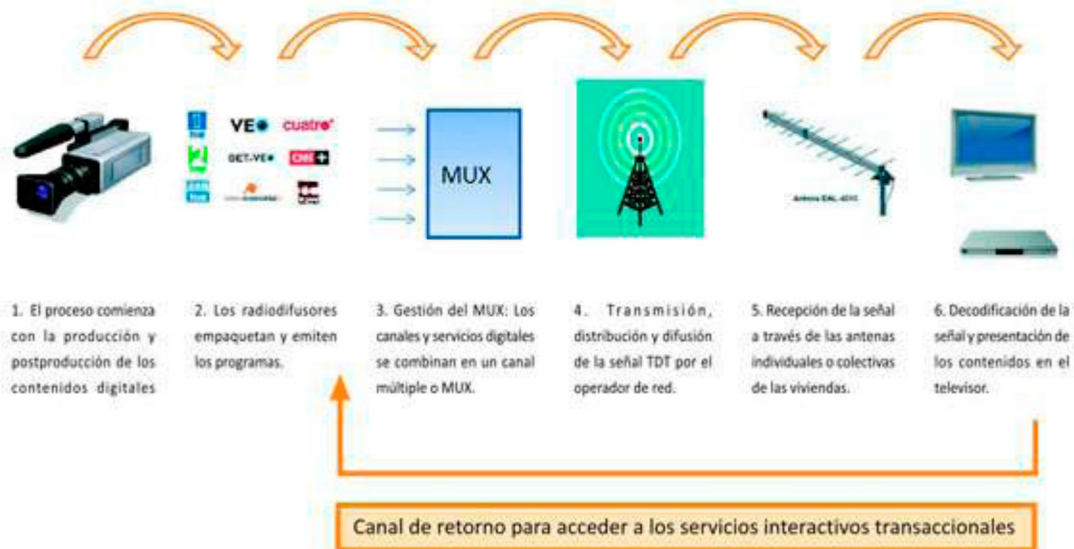 VEO
cuatro
2
GET-VEO
CNN+
MUX
1. El proceso comienza
con la producción y
postproducción de los
contenidos digitales
2. Los radiodifusores
empaquetan y emiten
los programas.
3. Gestión del MUX: Los
canales y servicios digitales
se combinan en un canal
múltiple o MUX.
4. Transmisión,
distribución y difusión
de la señal TDT por el
operador de red.
5. Recepción de la señal
a través de las antenas
individuales o colectivas
de las viviendas.
6. Decodificación de la
señal y presentación de
los contenidos en el
televisor.
Canal de retorno para acceder a los servicios interactivos transaccionales